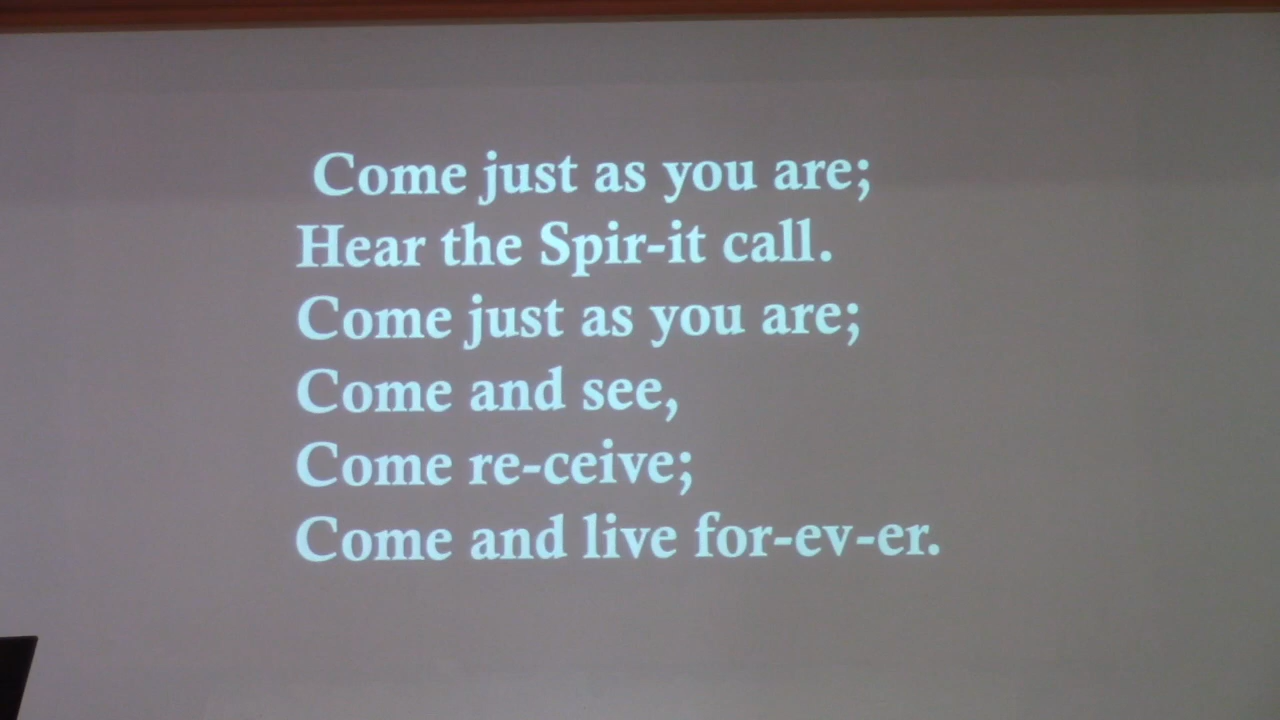 Come just as you are;
Hear the Spir-it call.
Come just as you are;
Come and see,
Come re-ceive;
Come and live for-ev-er.